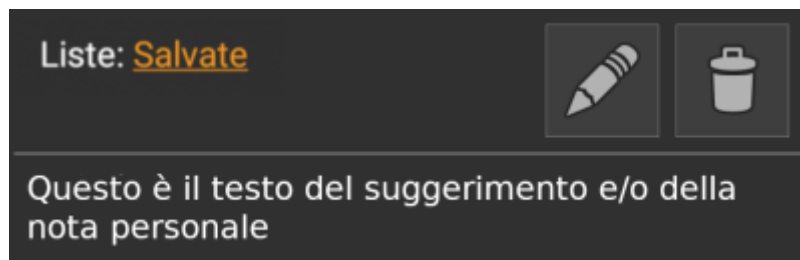 Liste: Salvate
Questo è il testo del suggerimento e/o della
nota personale